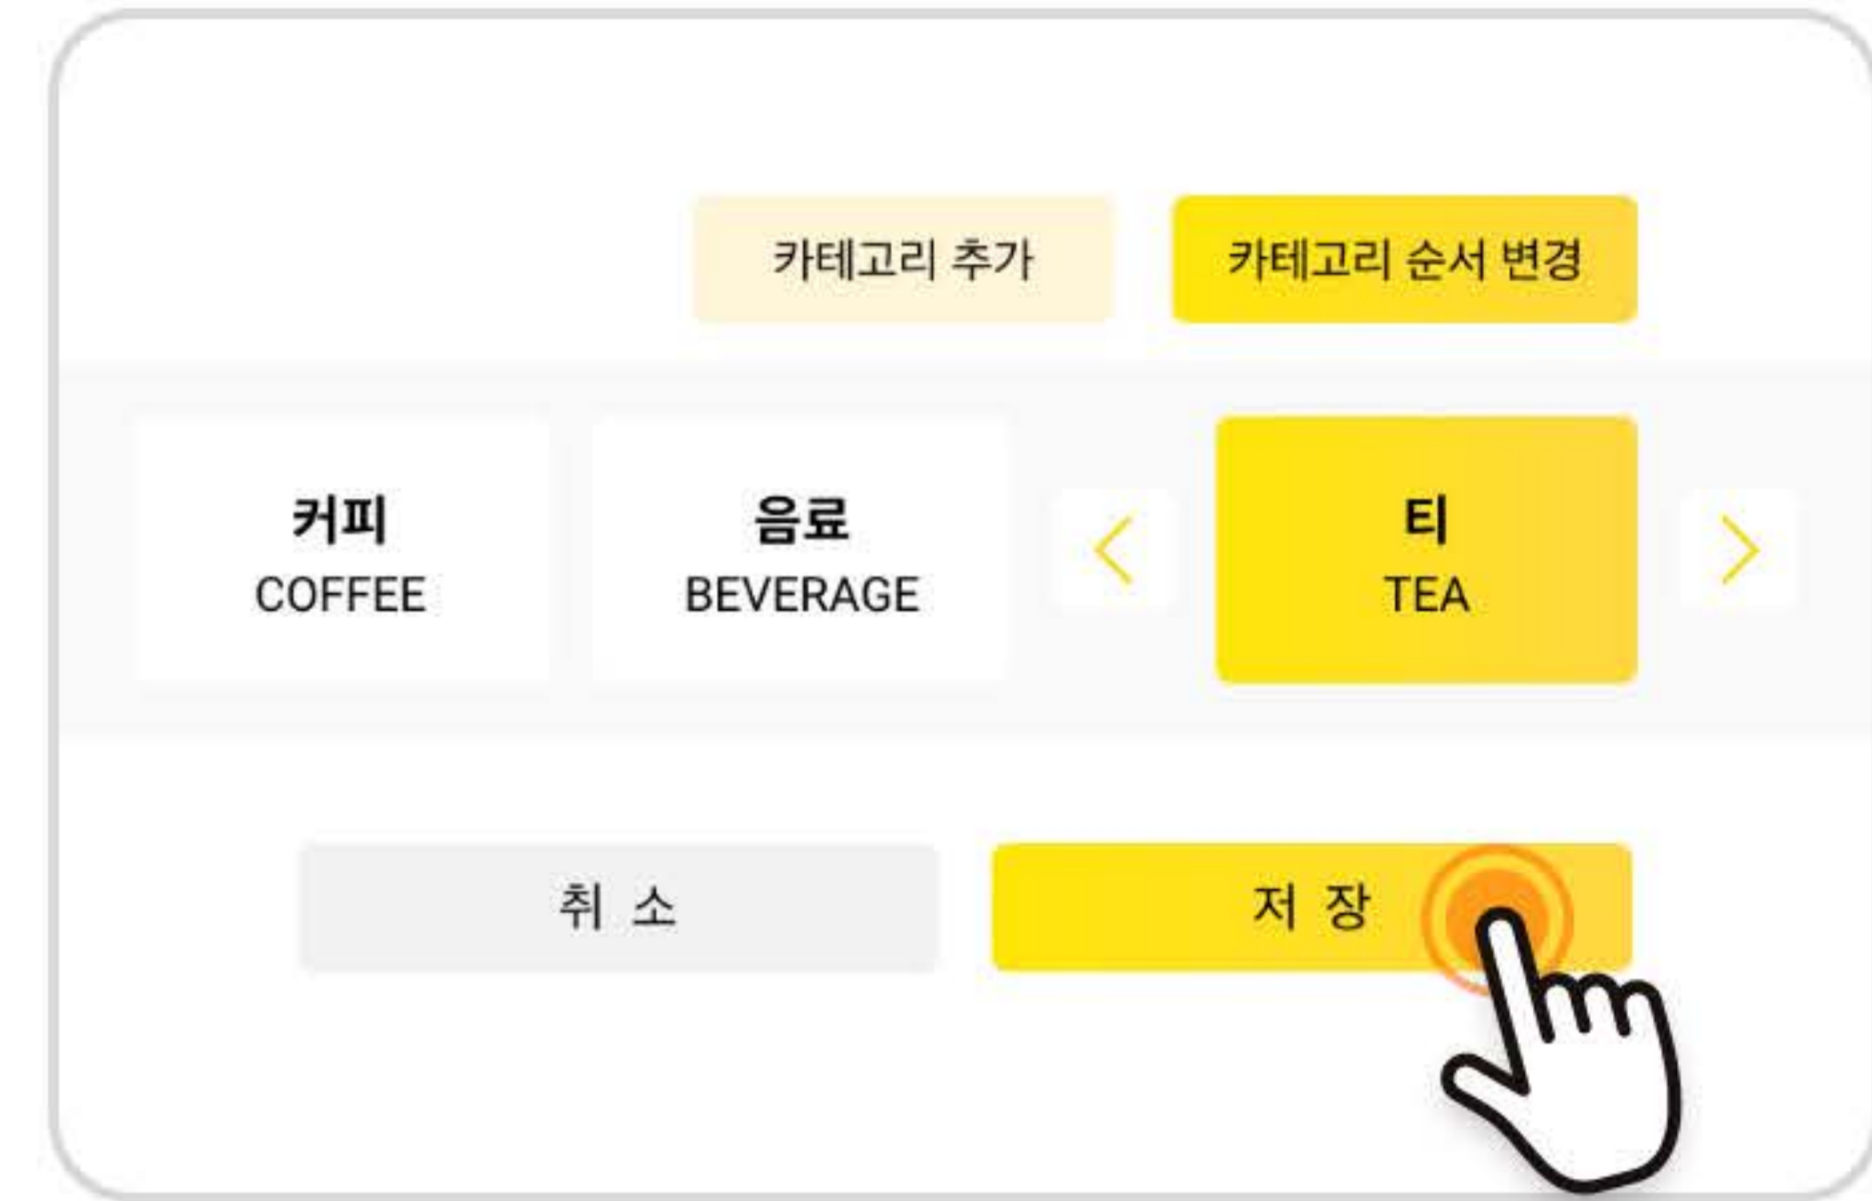 카테고리 추가
카테고리 순서 변경
커피
COFFEE
음료
BEVERAGE
티
TEA
취 소
저 장